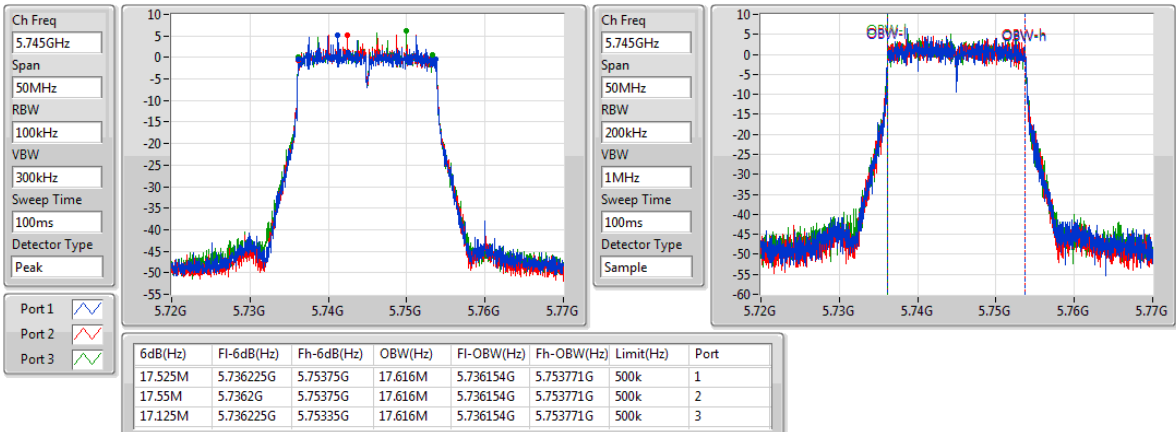 Ch Freq
5.745GHz
Span
50MHz
RBW
100kHz
VBW
300kHz
Sweep Time
100ms
Detector Type
Peak
Port 1
Port 2
Port 3
10
5
0
-5
-10
-15
-20
-25
-30
-35
-40
-45
-50
-55
5.72G 5.73G 5.74G 5.75G 5.76G 5.77G
Ch Freq
5.745GHz
Span
50MHz
RBW
200kHz
VBW
1MHz
Sweep Time
100ms
Detector Type
Sample
10
5
0
-5
-10
-15
-20
-25
-30
-35
-40
-45
-50
-55
-60
OBW-l OBW-h
5.72G 5.73G 5.74G 5.75G 5.76G 5.77G
6dB(Hz) Fl-6dB(Hz) Fh-6dB(Hz) OBW(Hz) Fl-OBW(Hz) Fh-OBW(Hz) Limit(Hz) Port
17.525M 5.736225G 5.75375G 17.616M 5.736154G 5.753771G 500k 1
17.55M 5.7362G 5.75375G 17.616M 5.736154G 5.753771G 500k 2
17.125M 5.736225G 5.75335G 17.616M 5.736154G 5.753771G 500k 3